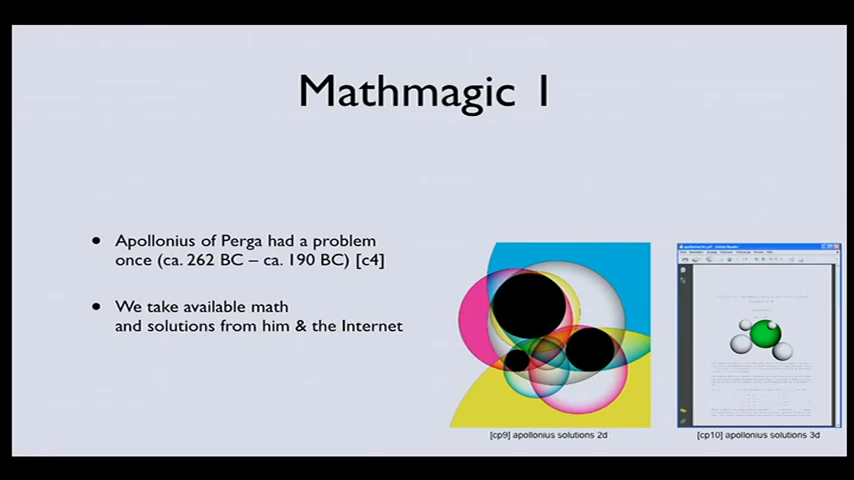 Mathmagic 1
• Apollonius of Perga had a problem
once (ca. 262 BC – ca. 190 BC) [c4]
• We take available math
and solutions from him & the Internet
[cp9] apollonius solutions 2d
[cp10] apollonius solutions 3d